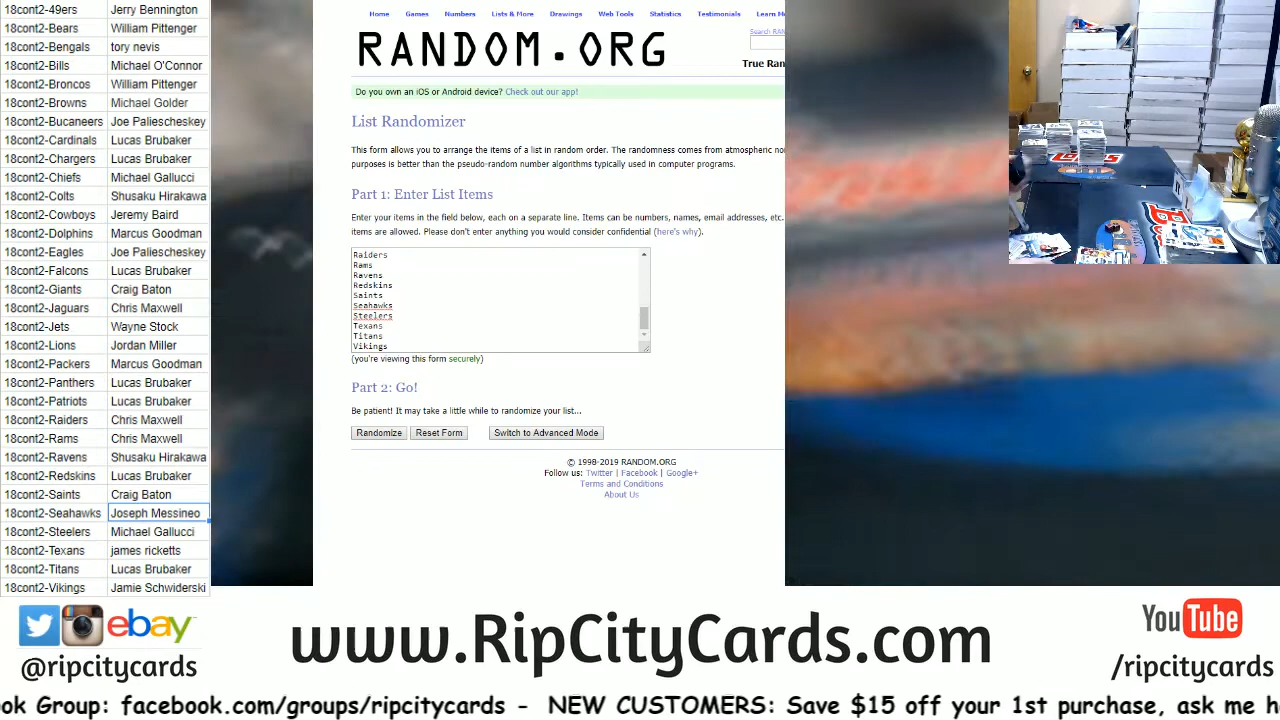 18cont2-49ers Jerry Bennington
18cont2-Bears William Pittenger
18cont2-Bengals tory nevis
18cont2-Bills Michael O'Connor
18cont2-Broncos William Pittenger
18cont2-Browns Michael Golder
18cont2-Bucaneers Joe Paliescheskey
18cont2-Cardinals Lucas Brubaker
18cont2-Chargers Lucas Brubaker
18cont2-Chiefs Michael Gallucci
18cont2-Colts Shusaku Hirakawa
18cont2-Cowboys Jeremy Baird
18cont2-Dolphins Marcus Goodman
18cont2-Eagles Joe Paliescheskey
18cont2-Falcons Lucas Brubaker
18cont2-Giants Craig Baton
18cont2-Jaguars Chris Maxwell
18cont2-Jets Wayne Stock
18cont2-Lions Jordan Miller
18cont2-Packers Marcus Goodman
18cont2-Panthers Lucas Brubaker
18cont2-Patriots Lucas Brubaker
18cont2-Raiders Chris Maxwell
18cont2-Rams Chris Maxwell
18cont2-Ravens Shusaku Hirakawa
18cont2-Redskins Lucas Brubaker
18cont2-Saints Craig Baton
18cont2-Seahawks Joseph Messineo
18cont2-Steelers Michael Gallucci
18cont2-Texans james ricketts
18cont2-Titans Lucas Brubaker
18cont2-Vikings Jamie Schwiderski
Home Games Numbers Lists & More Drawings Web Tools Statistics Testimonials Learn M
RANDOM.ORG
Search RAN
True Ran
Do you own an iOS or Android device? Check out our app!
List Randomizer
This form allows you to arrange the items of a list in random order. The randomness comes from atmospheric noi
purposes is better than the pseudo-random number algorithms typically used in computer programs.
Part 1: Enter List Items
Enter your items in the field below, each on a separate line. Items can be numbers, names, email addresses, etc.
items are allowed. Please don't enter anything you would consider confidential (here's why).
Raiders
Rams
Ravens
Redskins
Saints
Seahawks
Steelers
Texans
Titans
Vikings
(you're viewing this form securely)
Part 2: Go!
Be patient! It may take a little while to randomize your list...
Randomize Reset Form Switch to Advanced Mode
© 1998-2019 RANDOM.ORG
Follow us: Twitter | Facebook | Google+
Terms and Conditions
About Us
ebay
@ripcitycards
www.RipCityCards.com
YouTube
/ripcitycards
ok Group: facebook.com/groups/ripcitycards - NEW CUSTOMERS: Save $15 off your 1st purchase, ask me h